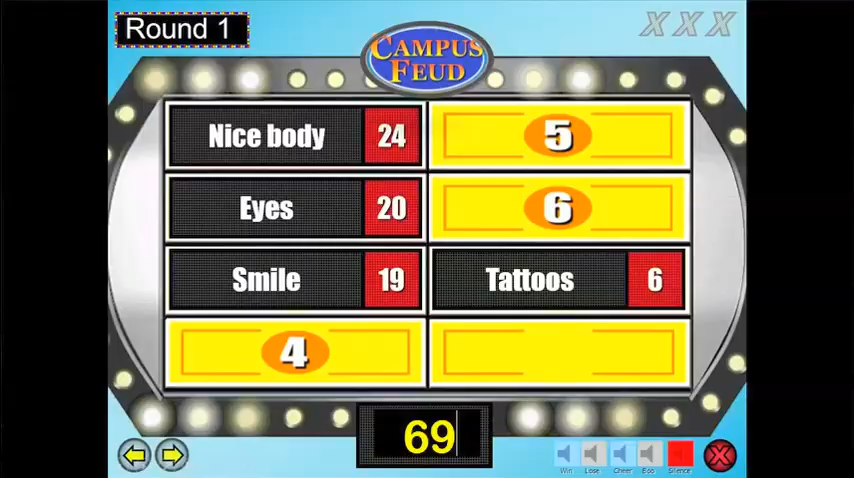 Round 1
X X X
CAMPUS
FEUD
Nice body 24
5
Eyes 20
6
Smile 19
Tattoos 6
4
69
Win Lose Cheer Boo Silence
X